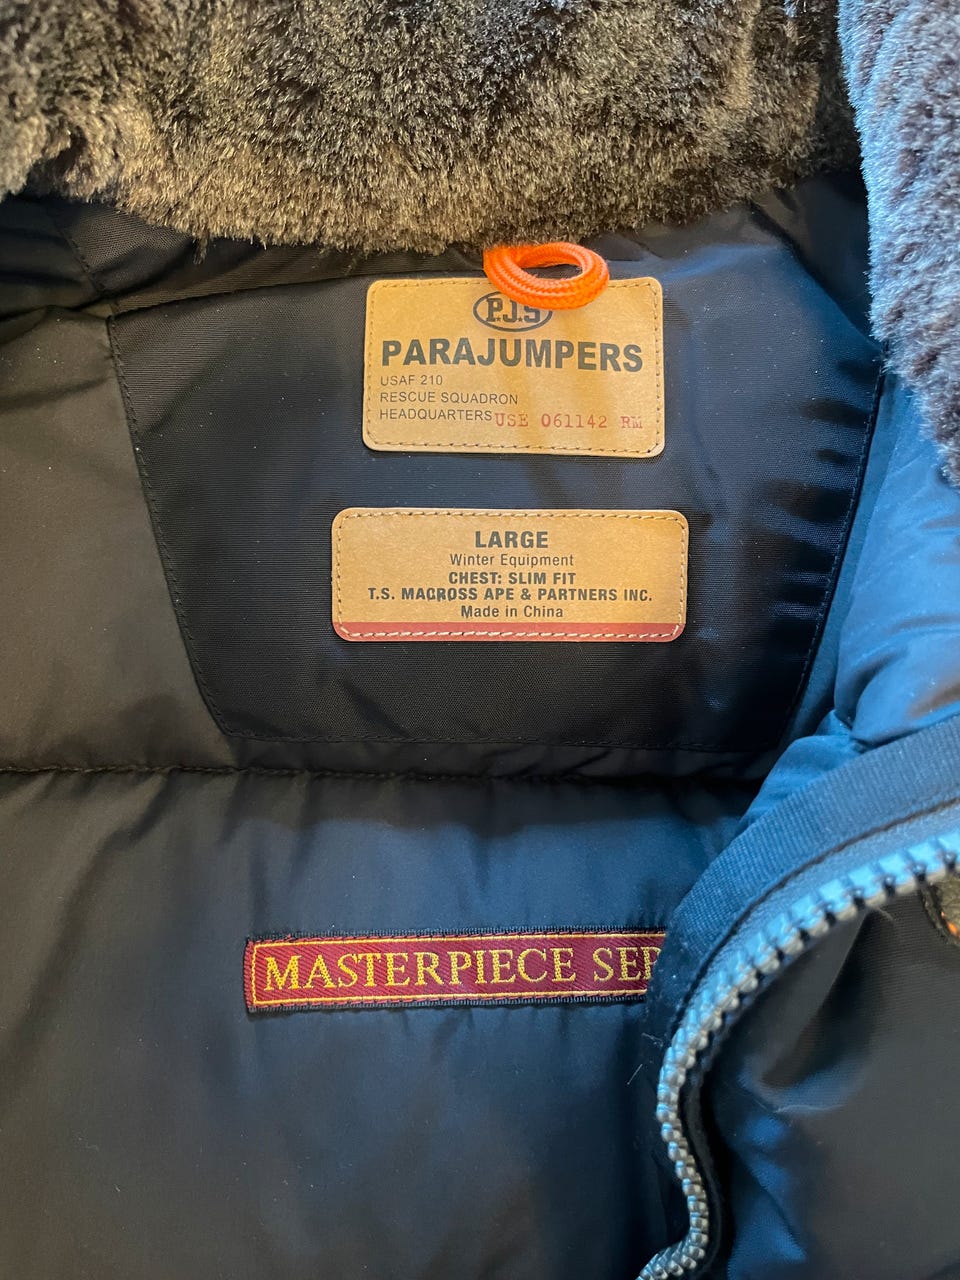 P.J.S
PARAJUMPERS
USAF 210
RESCUE SQUADRON
HEADQUARTERS USE 061142 RM
LARGE
Winter Equipment
CHEST: SLIM FIT
T.S. MACROSS APE & PARTNERS INC.
Made in China
MASTERPIECE SER